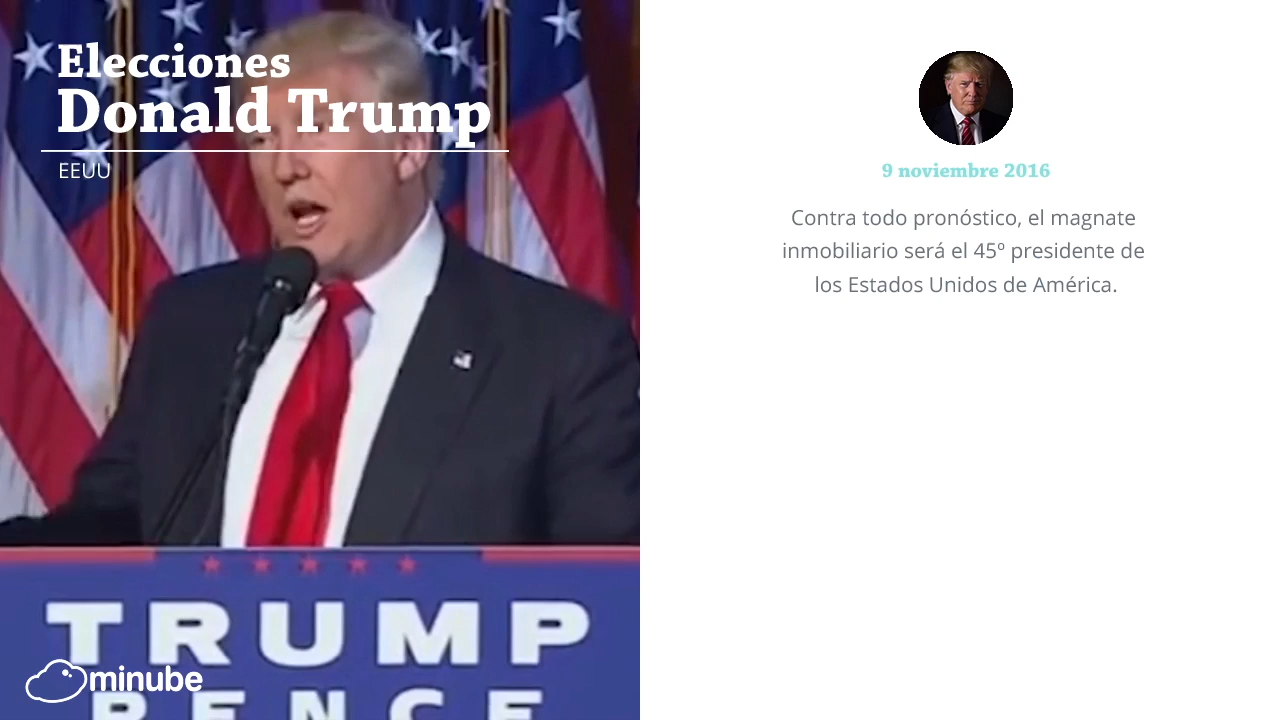 Elecciones
Donald Trump
EEUU
TRUMP
PENCE
minube
9 noviembre 2016
Contra todo pronóstico, el magnate
inmobiliario será el 45º presidente de
los Estados Unidos de América.